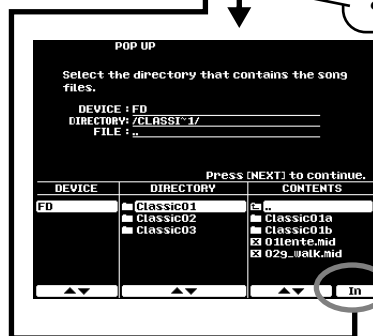 POP UP
Select the directory that contains the song
files.
DEVICE : FD
DIRECTORY: /CLASSI~1/
FILE : ..
Press [NEXT] to continue.
DEVICE DIRECTORY CONTENTS
FD Classic01 ..
Classic02 Classic01a
Classic03 Classic01b
01lente.mid
02g_walk.mid
In